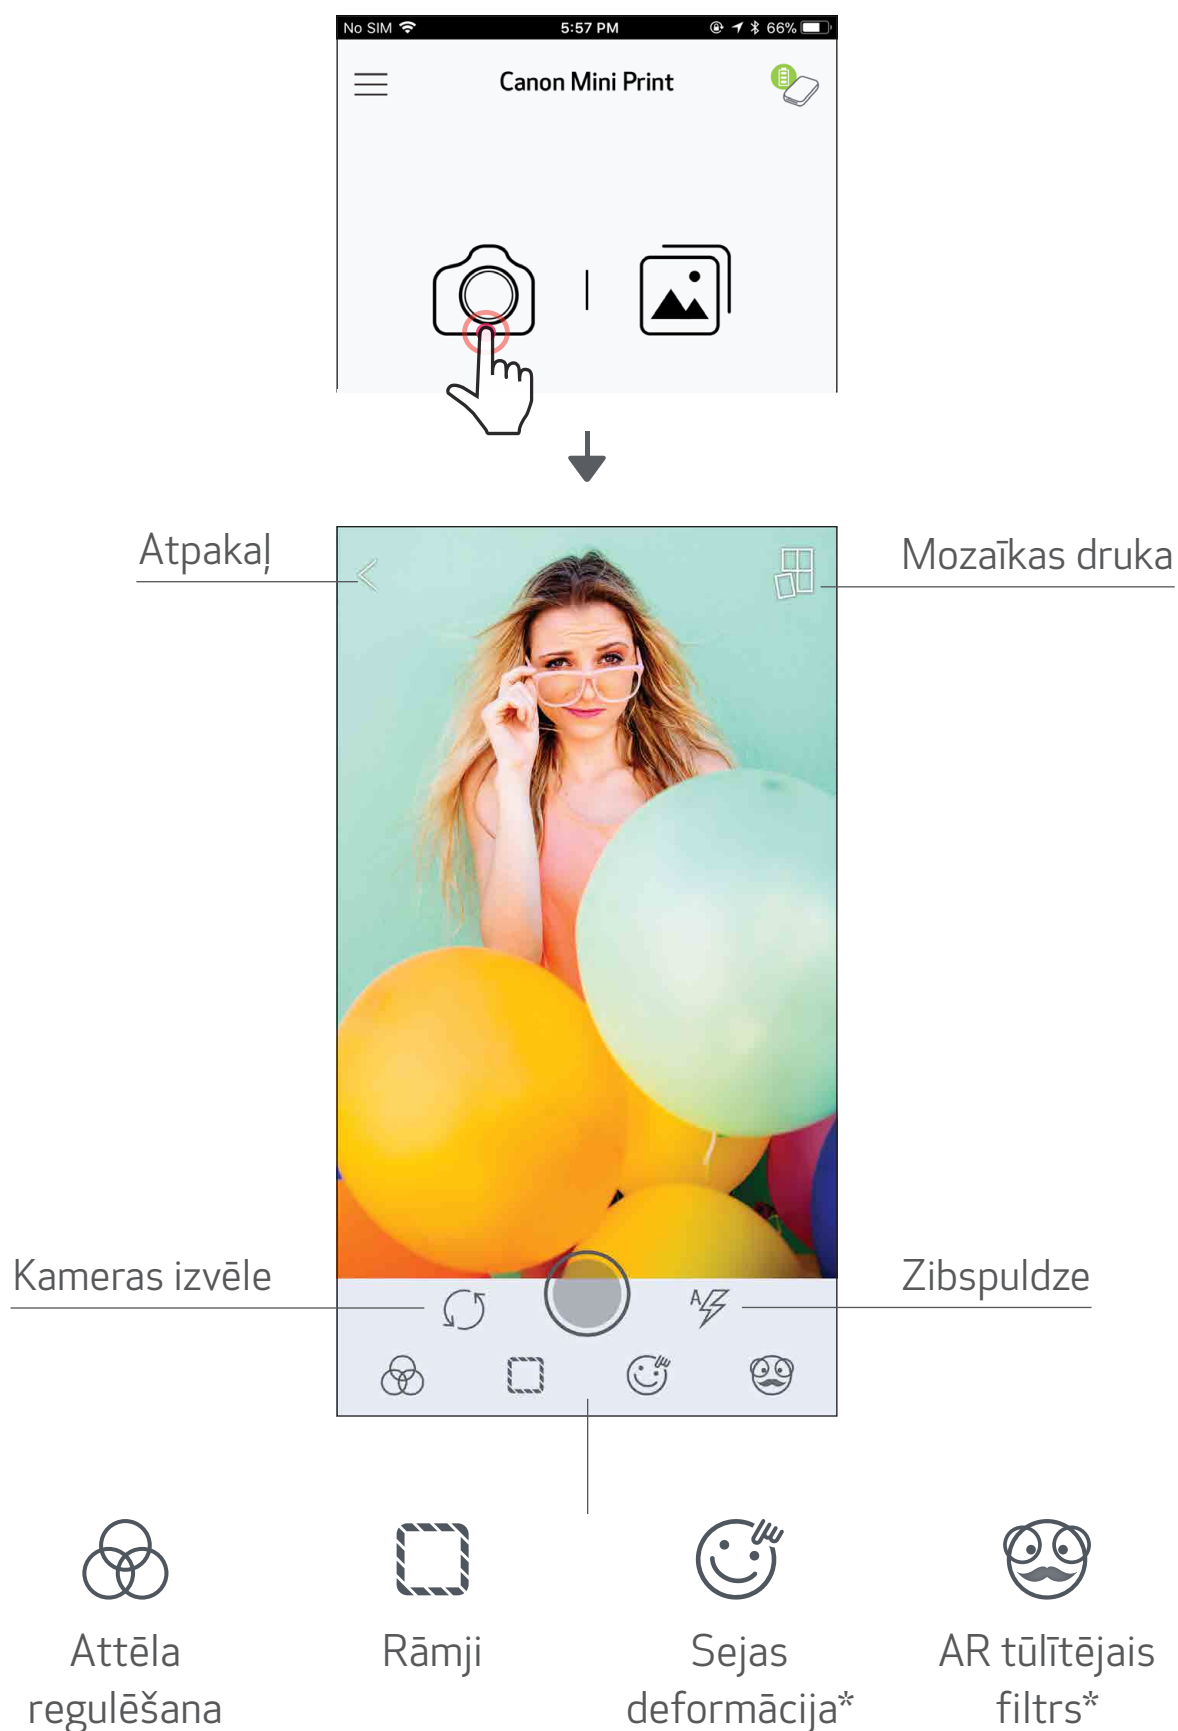 No SIM 5:57 PM 66%
Canon Mini Print
Atpakaļ
Mozaīkas druka
Kameras izvēle
Zibspuldze
A
Attēla
regulēšana
Rāmji
Sejas
deformācija*
AR tūlītējais
filtrs*